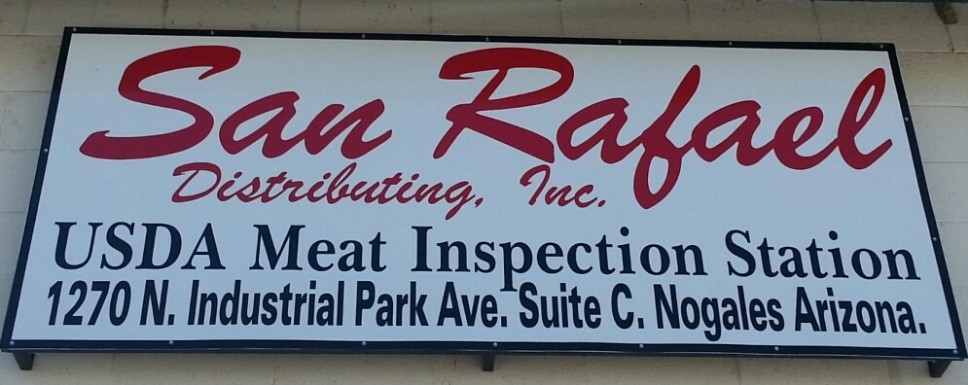 San Rafael
Distributing, Inc.
USDA Meat Inspection Station
1270 N. Industrial Park Ave. Suite C. Nogales Arizona.